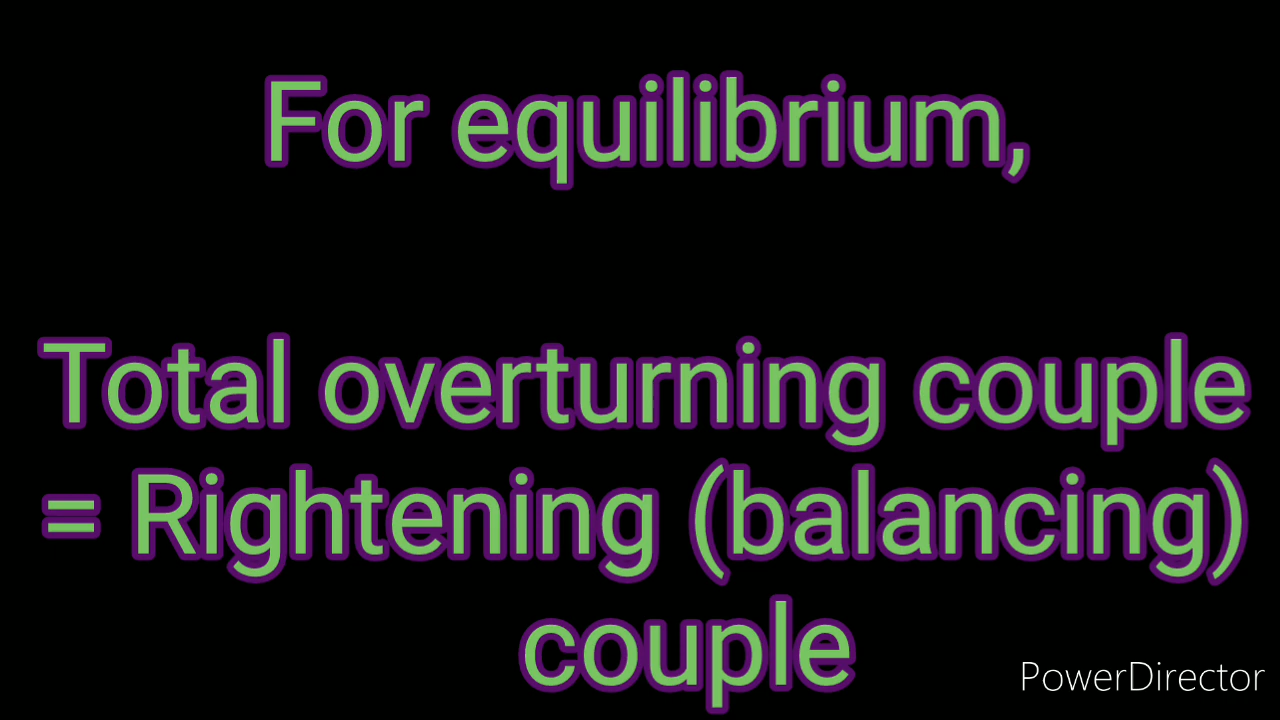 For equilibrium,
Total overturning couple
= Rightening (balancing)
couple
PowerDirector